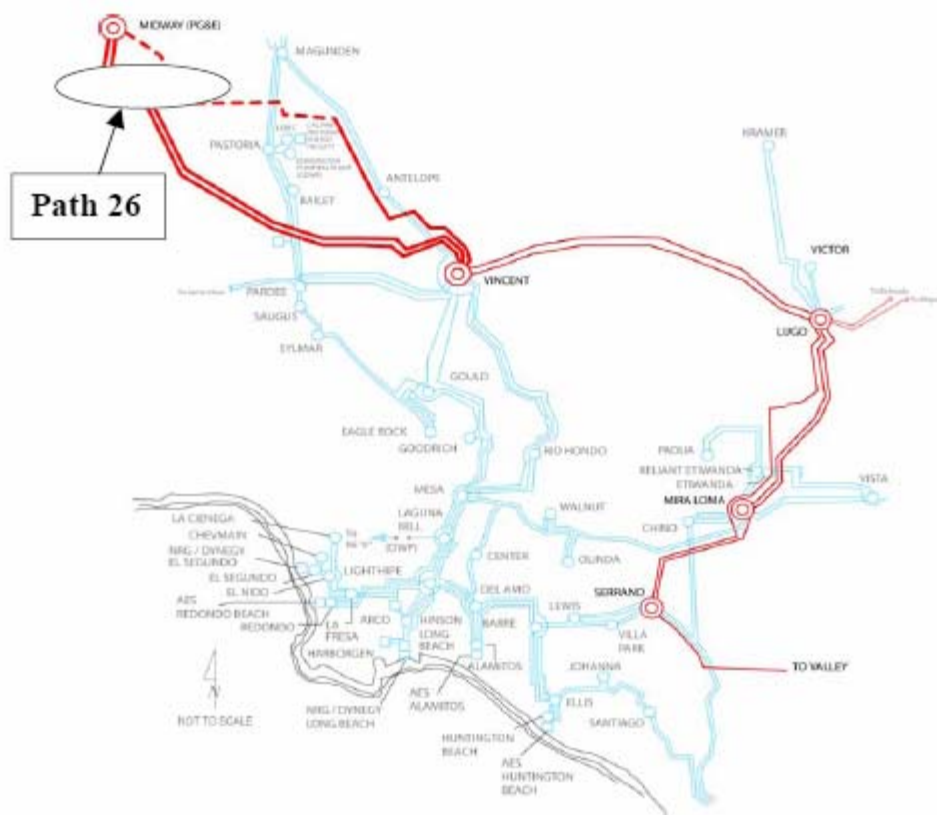 MIDWAY (PG&E)
MAGUNDEN
PASTORIA
KRAMER
Path 26
BAILEY
ANTELOPE
VICTOR
VINCENT
PARDEE
SAUGUS
LUGO
SYLMAR
GOULD
EAGLE ROCK
GOODRICH
RIO HONDO
PADUA
RELIANT ETIWANDA
ETIWANDA
VISTA
MESA
MIRA LOMA
WALNUT
CHINO
LAGUNA
BELL
LA CIENEGA
CHEVMAIN
(DWP)
NRG / DYNEGY
EL SEGUNDO
CENTER
OLINDA
LIGHTHIPE
EL SEGUNDO
EL NIDO
DEL AMO
SERRANO
AES
REDONDO BEACH
REDONDO
LA
FRESA
ARCO
HINSON
LONG
BEACH
BARRE
LEWIS
VILLA
PARK
HARBORGEN
ALAMITOS
JOHANNA
TO VALLEY
N
NOT TO SCALE
NRG / DYNEGY
LONG BEACH
AES
ALAMITOS
ELLIS
SANTIAGO
HUNTINGTON
BEACH
AES
HUNTINGTON
BEACH